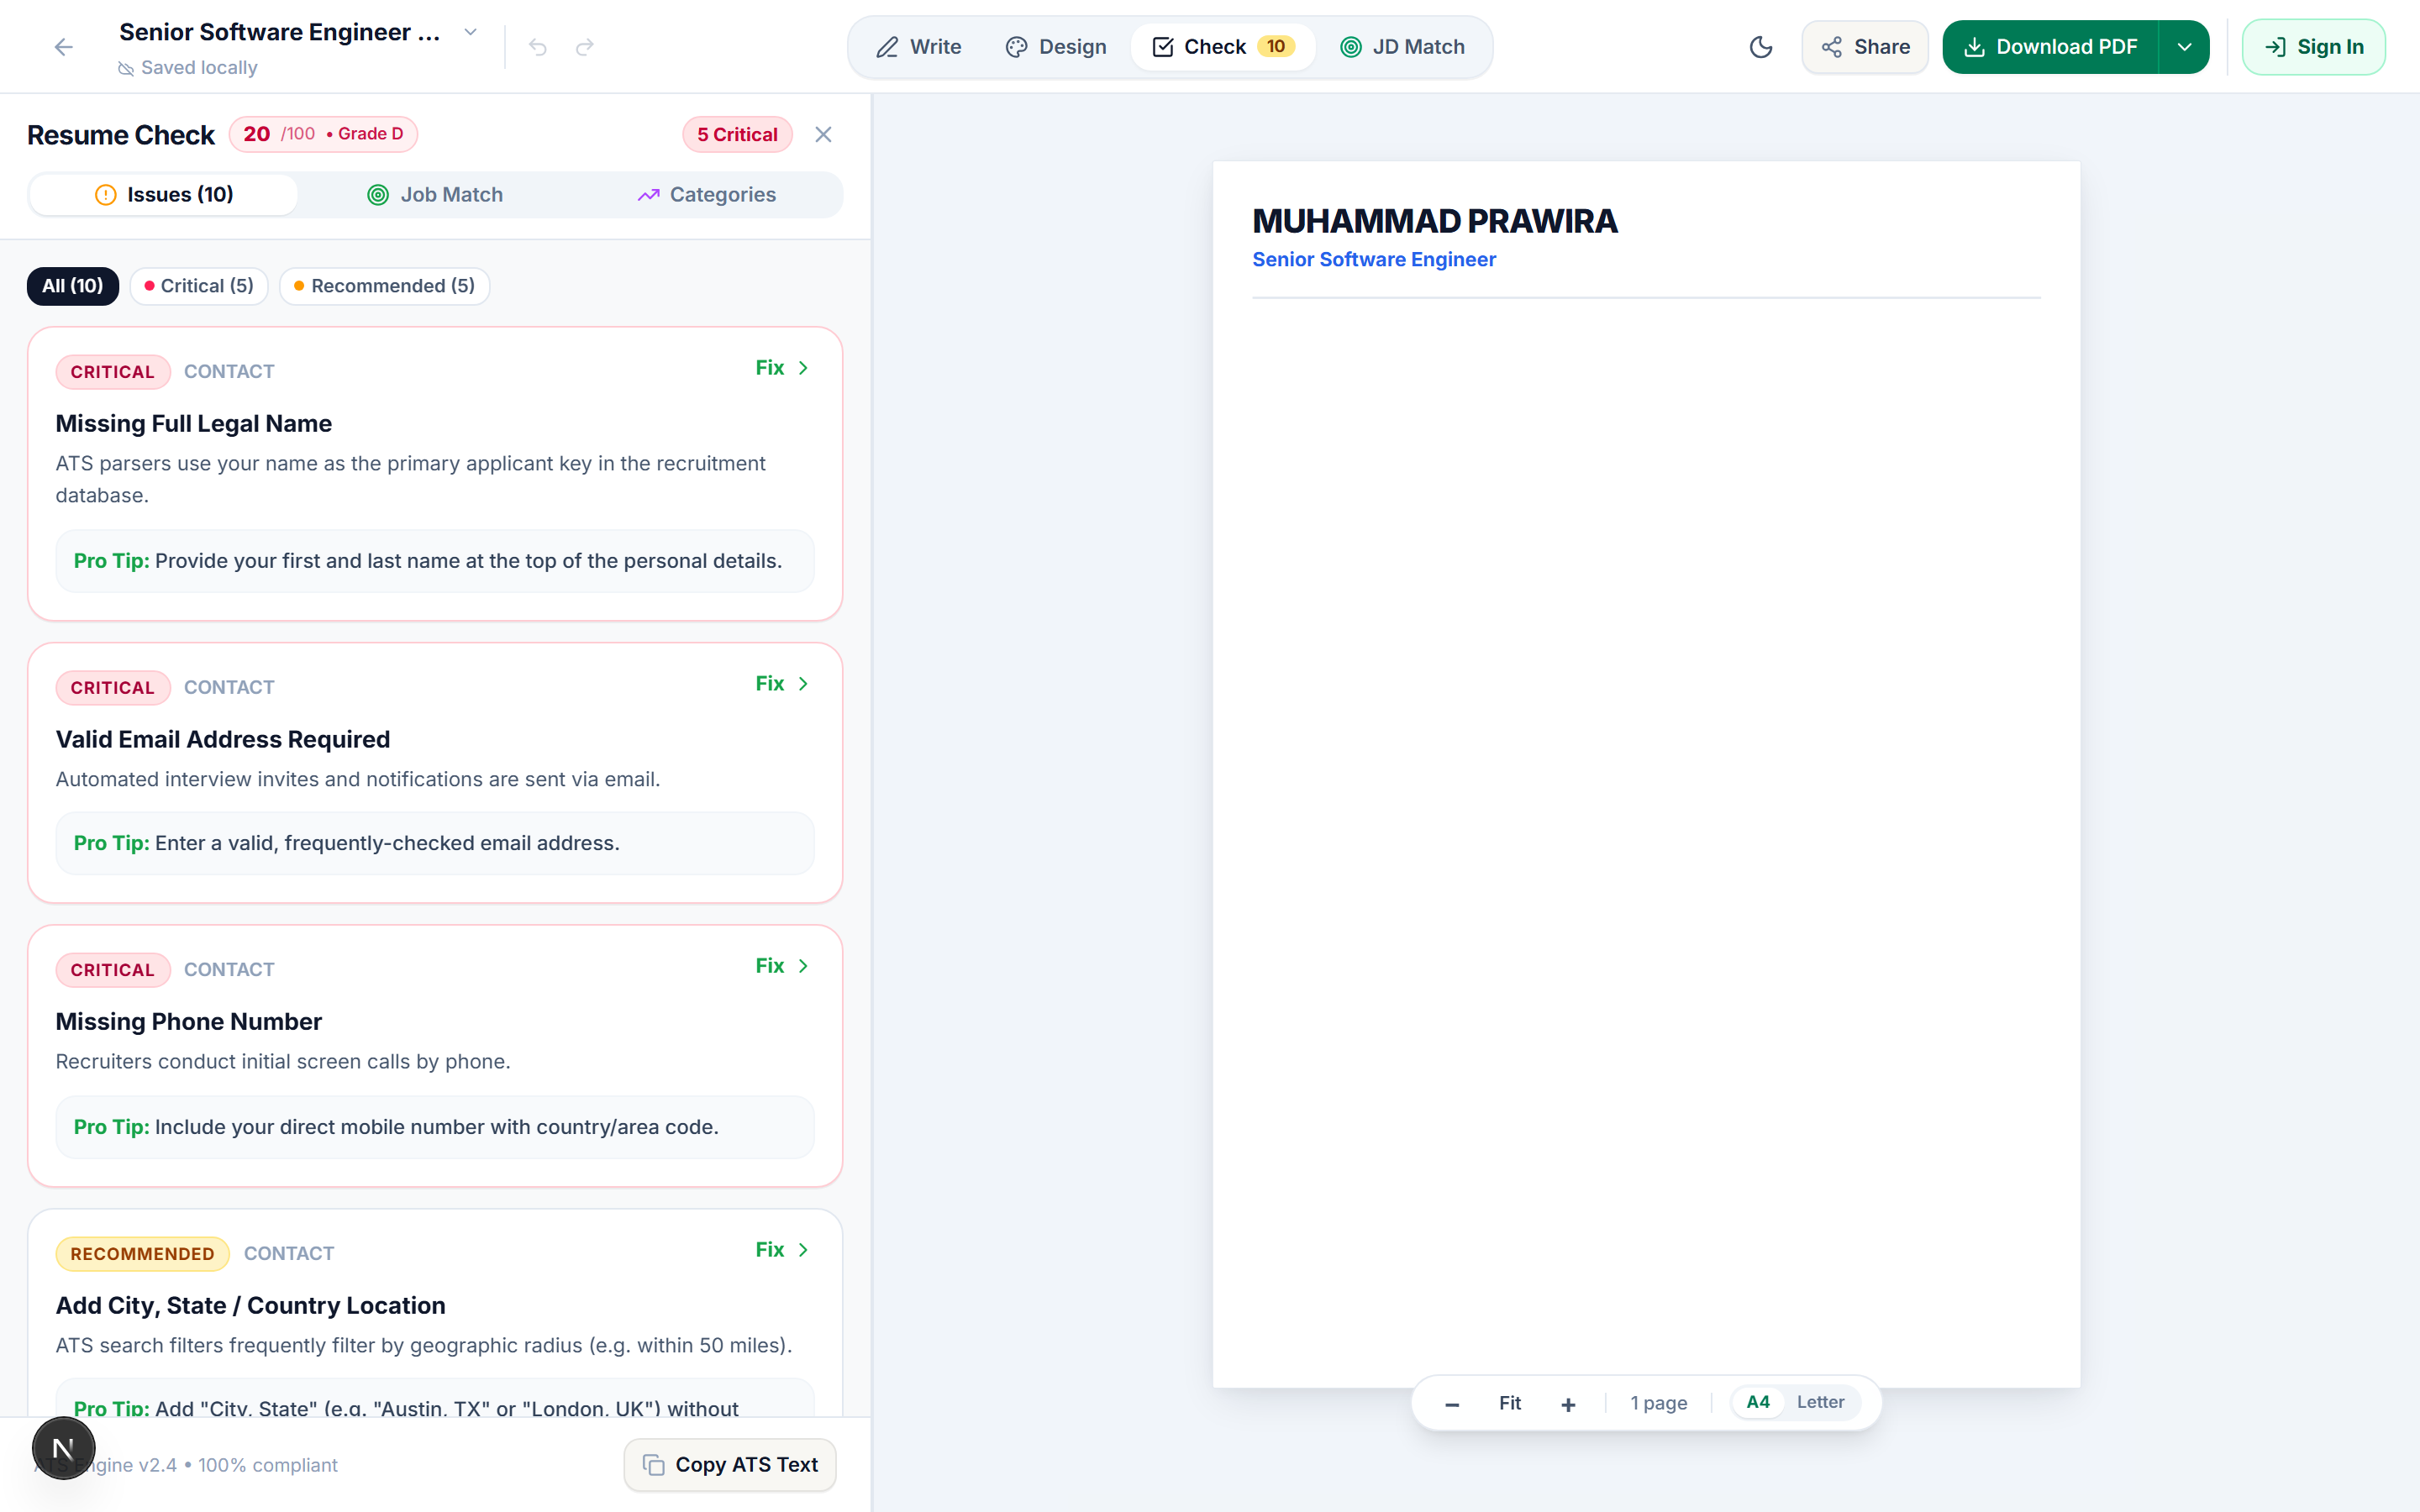 Senior Software Engineer ...
Saved locally
Write
Design
Check 10
JD Match
Share
Download PDF
Sign In
Resume Check
20 /100 • Grade D
5 Critical
Issues (10)
Job Match
Categories
All (10)
Critical (5)
Recommended (5)
CRITICAL CONTACT
Fix
Missing Full Legal Name
ATS parsers use your name as the primary applicant key in the recruitment
database.
Pro Tip: Provide your first and last name at the top of the personal details.
CRITICAL CONTACT
Fix
Valid Email Address Required
Automated interview invites and notifications are sent via email.
Pro Tip: Enter a valid, frequently-checked email address.
CRITICAL CONTACT
Fix
Missing Phone Number
Recruiters conduct initial screen calls by phone.
Pro Tip: Include your direct mobile number with country/area code.
RECOMMENDED CONTACT
Fix
Add City, State / Country Location
ATS search filters frequently filter by geographic radius (e.g. within 50 miles).
Pro Tip: Add "City, State" (e.g. "Austin, TX" or "London, UK") without
N
ATS Engine v2.4 • 100% compliant
Copy ATS Text
MUHAMMAD PRAWIRA
Senior Software Engineer
Fit
1 page
A4
Letter